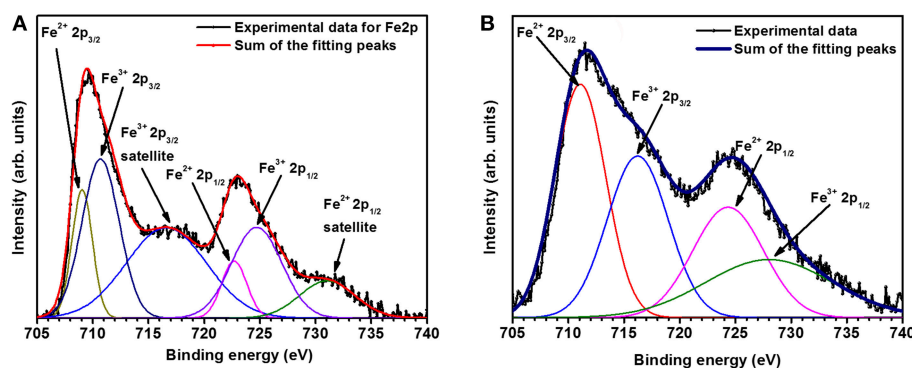 A
Experimental data for Fe2p
Sum of the fitting peaks
Fe2+ 2p3/2
Fe3+ 2p3/2
Fe3+ 2p3/2
satellite
Fe2+ 2p1/2
Fe3+ 2p1/2
Fe2+ 2p1/2
satellite
Intensity (arb. units)
705 710 715 720 725 730 735 740
Binding energy (eV)
B
Experimental data
Sum of the fitting peaks
Fe2+ 2p3/2
Fe3+ 2p3/2
Fe2+ 2p1/2
Fe3+ 2p1/2
Intensity (arb. units)
705 710 715 720 725 730 735 740
Binding energy (eV)